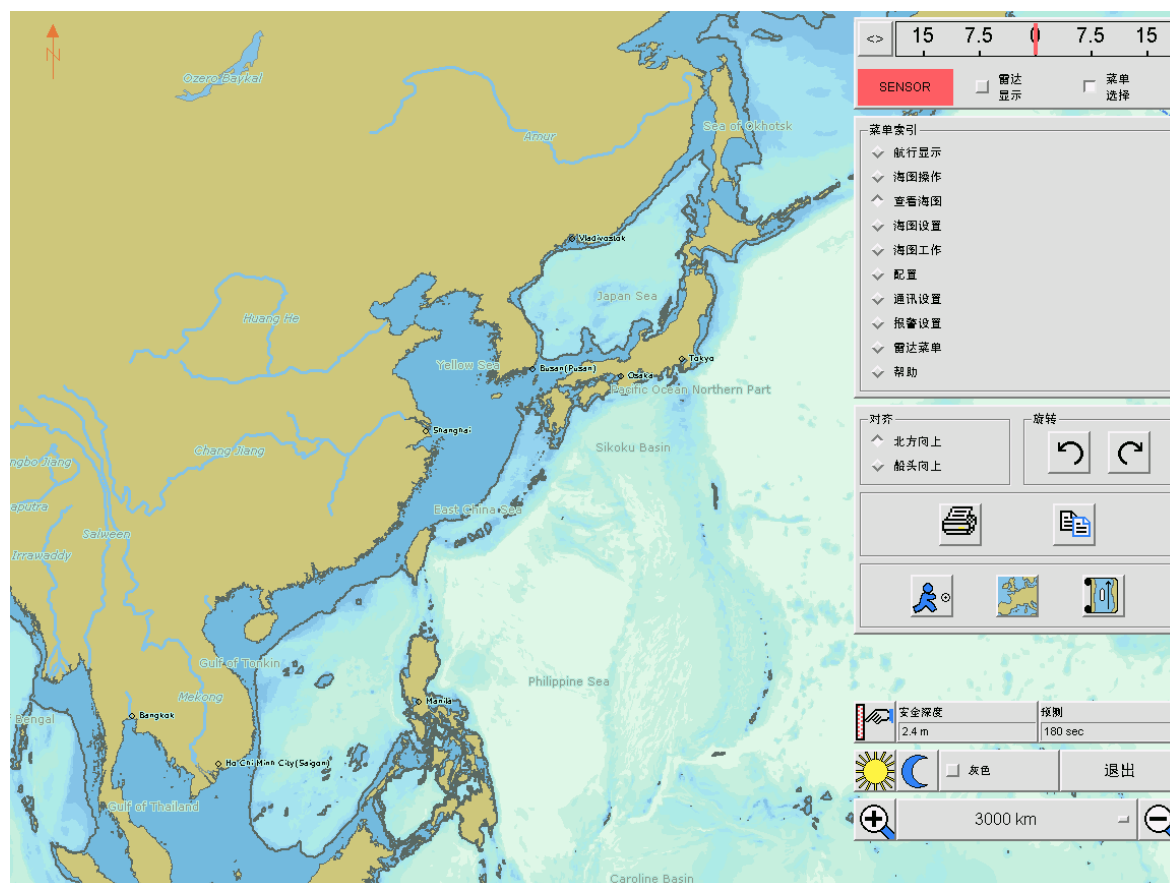 N
Ozero Baykal
Amur
Sea of Okhotsk
Vladivostok
Japan Sea
Huang He
Yellow Sea
Busan(Pusan)
Tokyo
Osaka
Pacific Ocean Northern Part
Shanghai
Sikoku Basin
Chang Jiang
ngbo Jiang
aputra
East China Sea
Salween
Irrawaddy
Gulf of Tonkin
Philippine Sea
Mekong
Manila
Bengal
Bangkok
Ho Chi Minh City(Saigon)
Gulf of Thailand
Caroline Basin
<> 15 7.5 0 7.5 15
SENSOR
雷达
显示
菜单
选择
菜单索引
航行显示
海图操作
查看海图
海图设置
海图工作
配置
通讯设置
报警设置
雷达菜单
帮助
对齐
北方向上
船头向上
旋转
安全深度
2.4 m
预测
180 sec
灰色
退出
3000 km